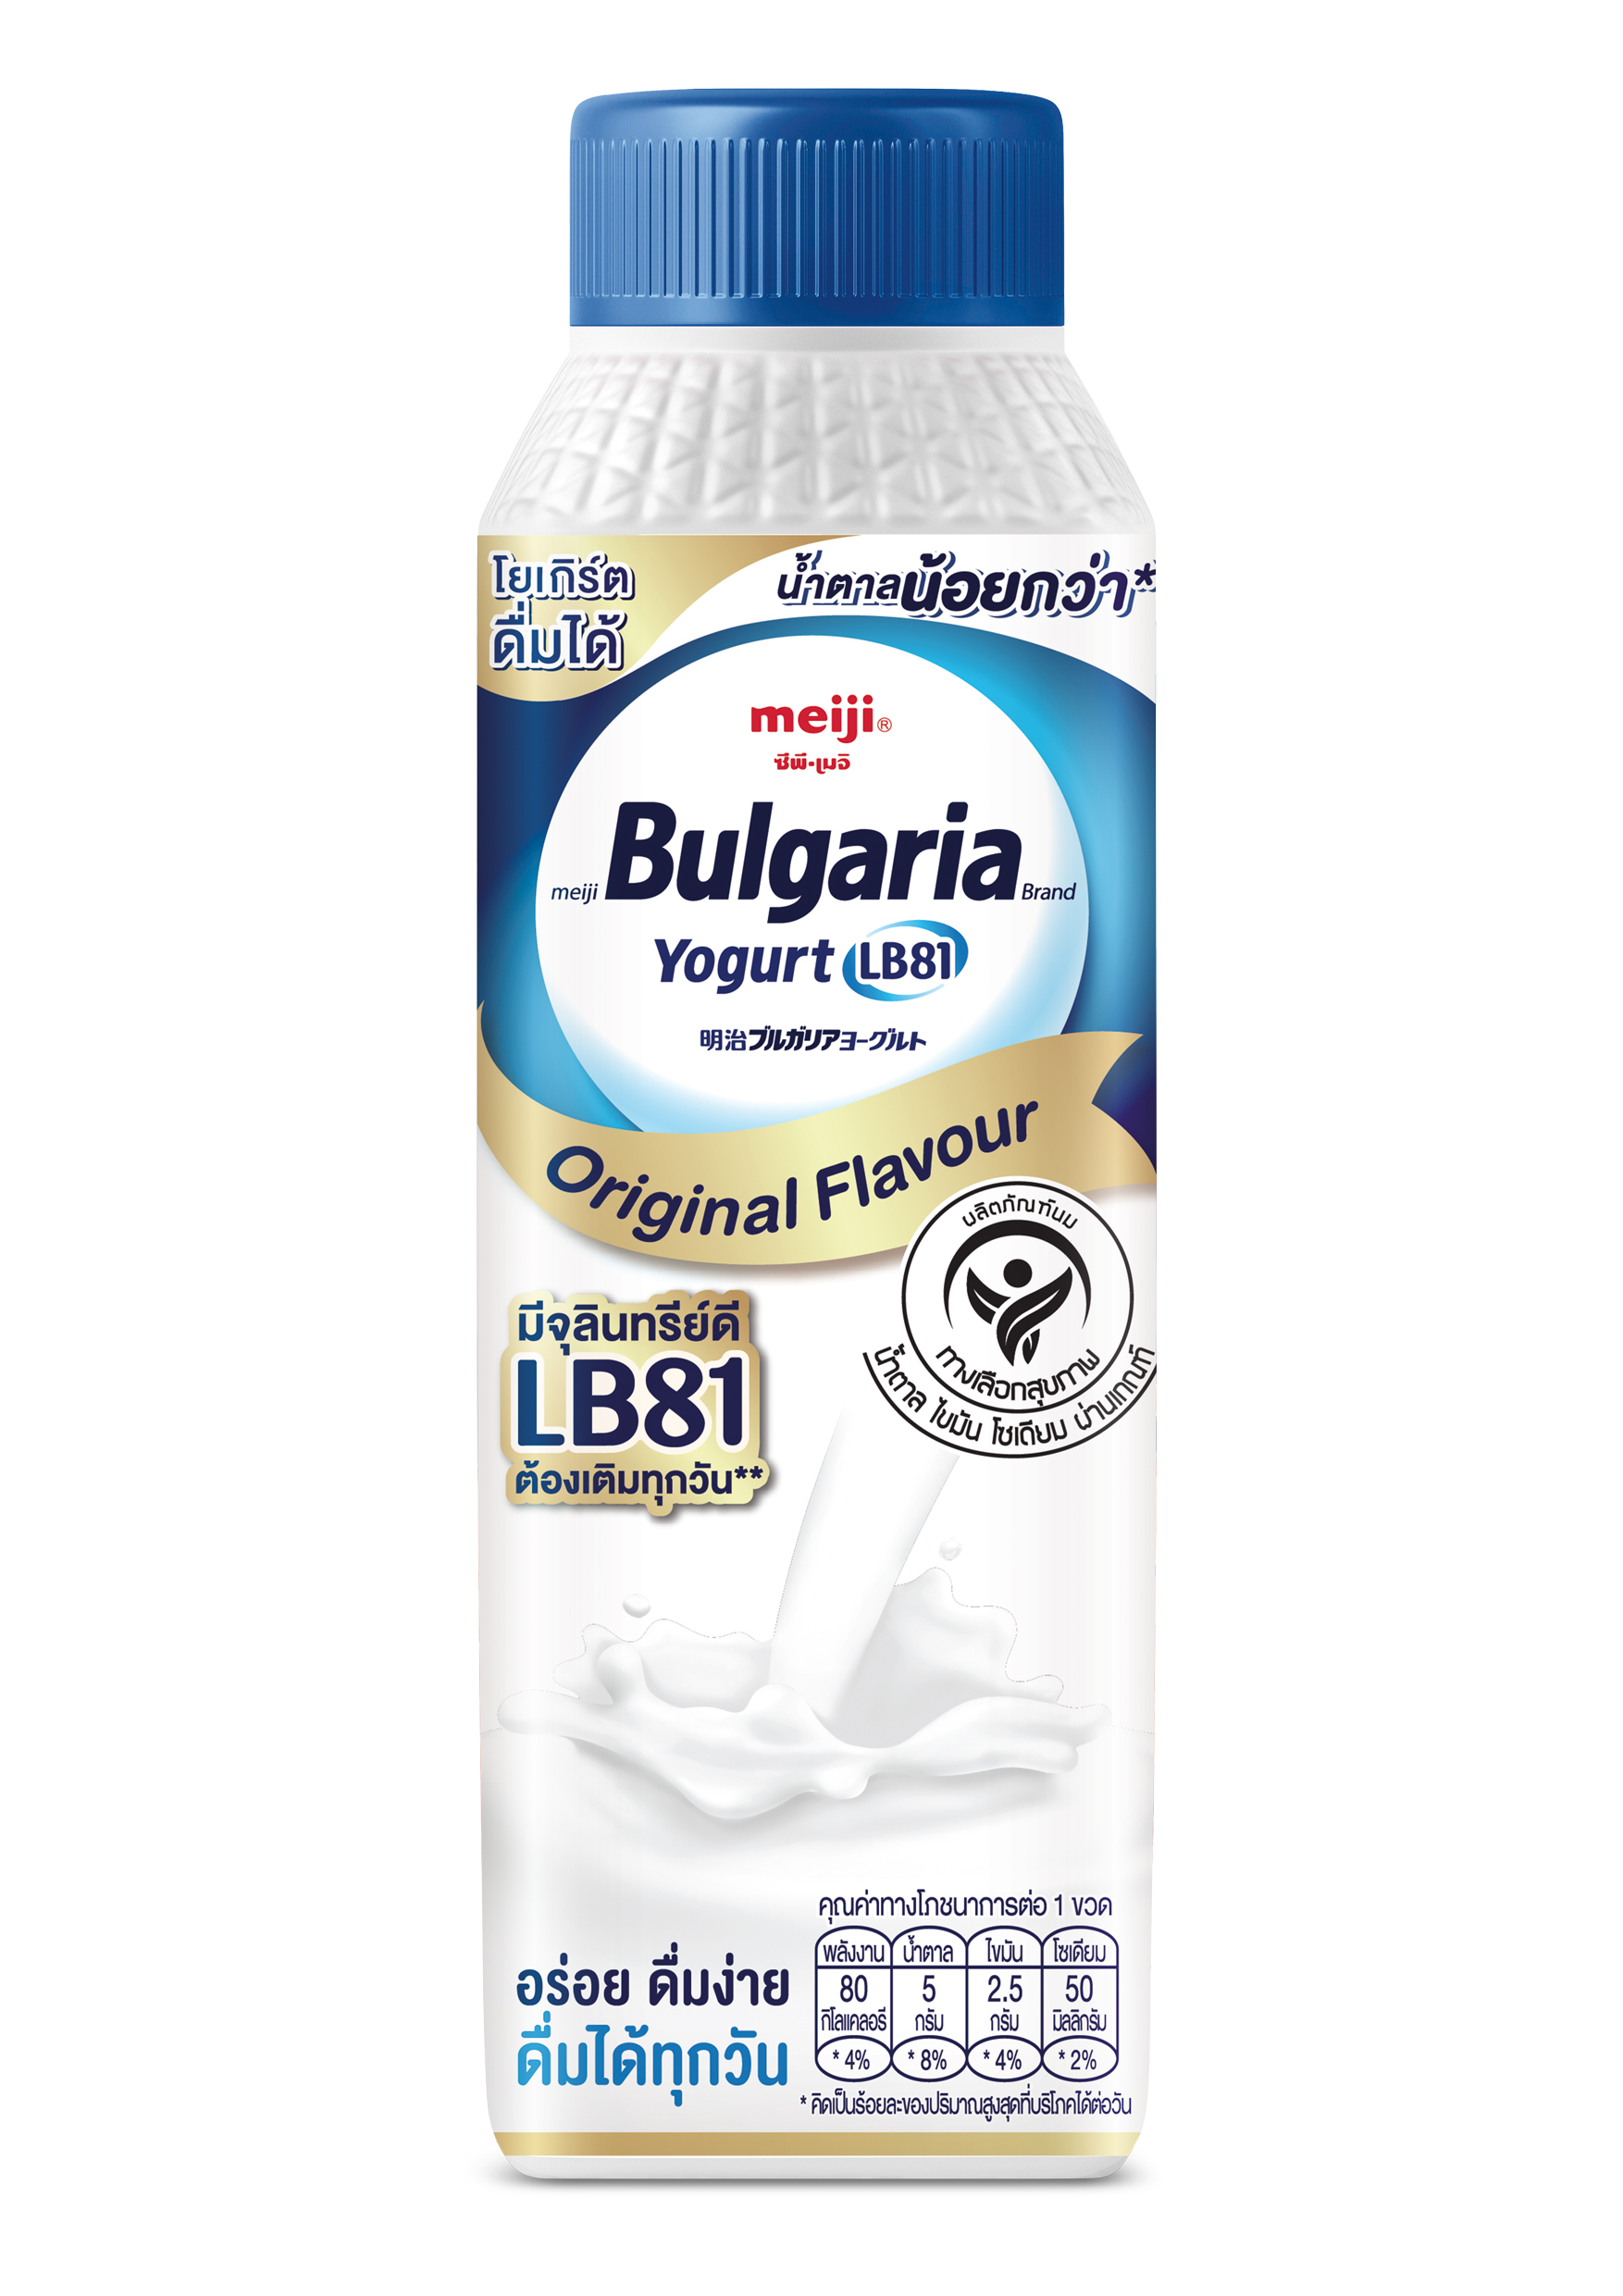 โยเกิร์ต
ดื่มได้
น้ำตาลน้อยกว่า*
meiji®
ซีพี-เมจิ
meiji Bulgaria Brand
Yogurt LB81
明治ブルガリアヨーグルト
Original Flavour
ผลิตภัณฑ์นม
ทางเลือกสุขภาพ
น้ำตาล ไขมัน โซเดียม ผ่านเกณฑ์
มีจุลินทรีย์ดี
LB81
ต้องเติมทุกวัน**
อร่อย ดื่มง่าย
ดื่มได้ทุกวัน
คุณค่าทางโภชนาการต่อ 1 ขวด
พลังงาน น้ำตาล ไขมัน โซเดียม
80 5 2.5 50
กิโลแคลอรี กรัม กรัม มิลลิกรัม
*4% *8% *4% *2%
* คิดเป็นร้อยละของปริมาณสูงสุดที่บริโภคได้ต่อวัน